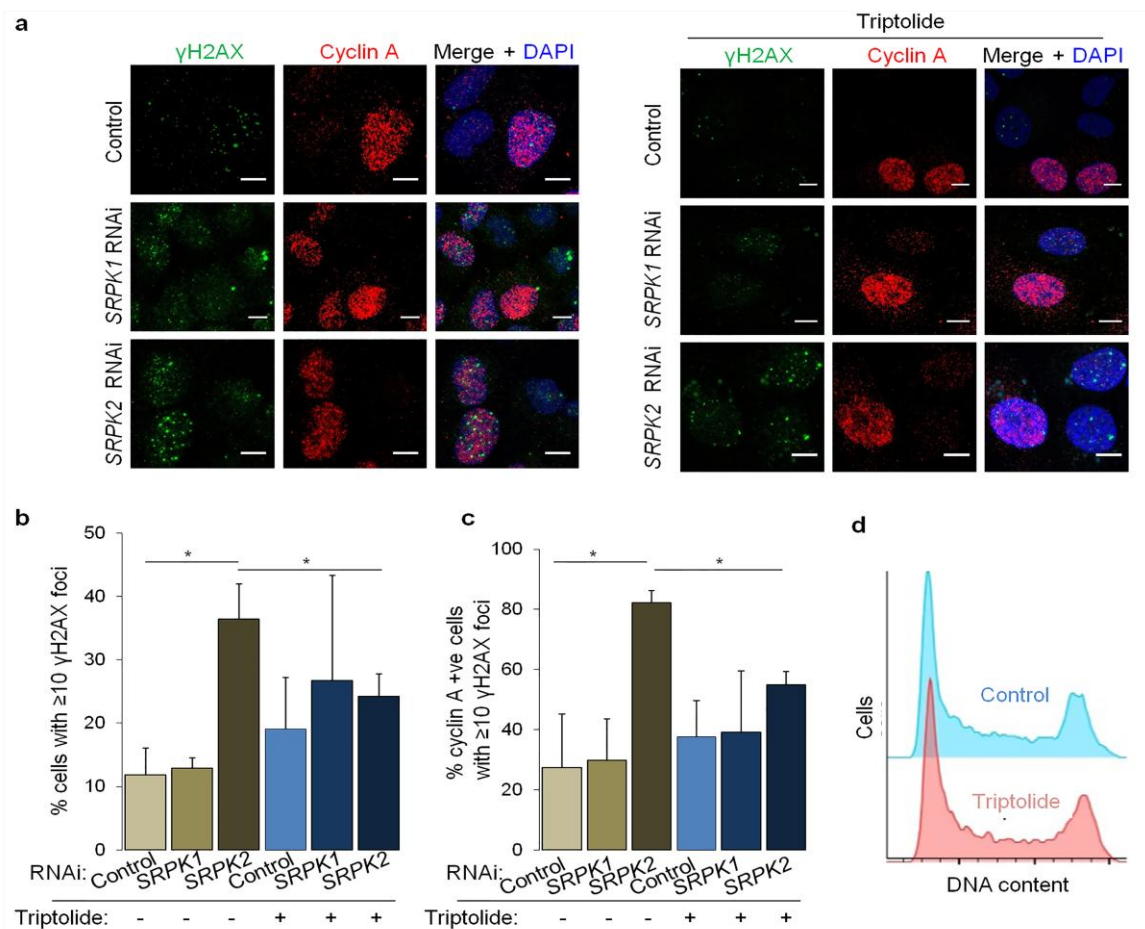 a
γH2AX Cyclin A Merge + DAPI
Control
SRPK1 RNAi
SRPK2 RNAi
Triptolide
γH2AX Cyclin A Merge + DAPI
Control
SRPK1 RNAi
SRPK2 RNAi
b
% cells with ≥10 γH2AX foci
50
40
30
20
10
0
* *
RNAi: Control SRPK1 SRPK2 Control SRPK1 SRPK2
Triptolide: - - - + + +
c
% cyclin A +ve cells
with ≥10 γH2AX foci
100
80
60
40
20
0
* *
RNAi: Control SRPK1 SRPK2 Control SRPK1 SRPK2
Triptolide: - - - + + +
d
Cells
Control
Triptolide
DNA content